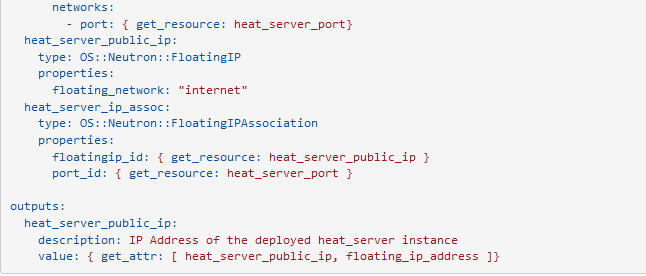 networks:
- port: { get_resource: heat_server_port}
heat_server_public_ip:
type: OS::Neutron::FloatingIP
properties:
floating_network: "internet"
heat_server_ip_assoc:
type: OS::Neutron::FloatingIPAssociation
properties:
floatingip_id: { get_resource: heat_server_public_ip }
port_id: { get_resource: heat_server_port }
outputs:
heat_server_public_ip:
description: IP Address of the deployed heat_server instance
value: { get_attr: [ heat_server_public_ip, floating_ip_address ]}